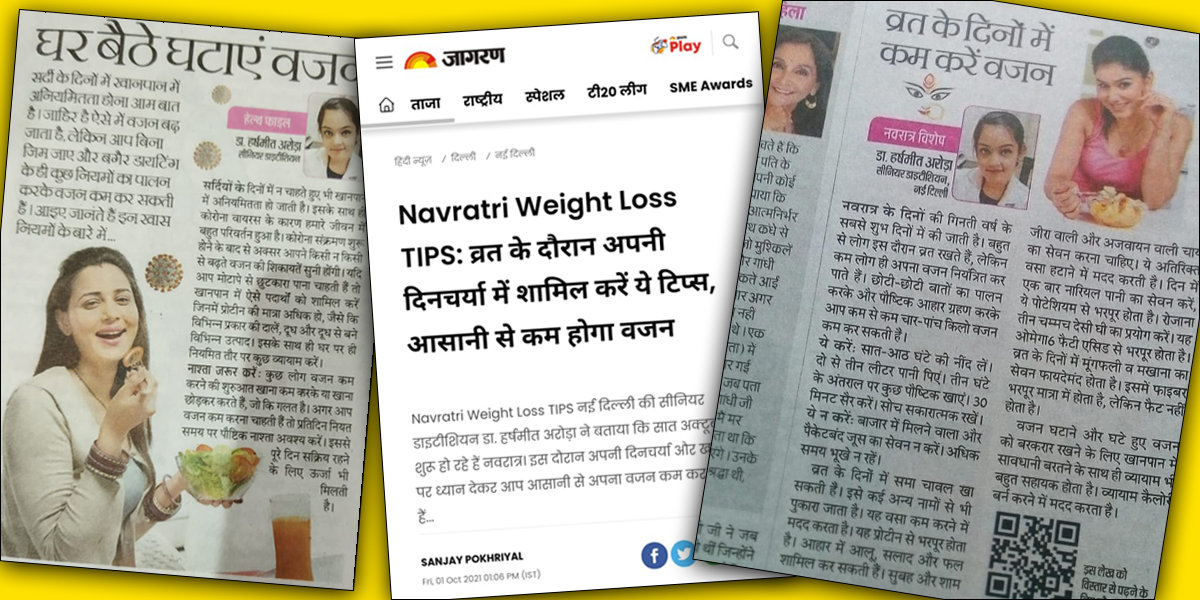 घर बैठे घटाएं वजन
सर्दी के दिनों में खानपान में
अनियमितता होना आम बात
है। जाहिर है ऐसे में वजन बढ़
जाता है, लेकिन आप बिना
जिम जाए और बगैर डायटिंग
के ही कुछ नियमों का पालन
करके वजन कम कर सकती
हैं। आइए जानते हैं इन खास
नियमों के बारे में...
हेल्थ फाइल
डा. हर्षमीत अरोड़ा
सीनियर डाइटीशियन
सर्दियों के दिनों में न चाहते हुए भी खानपान
में अनियमितता हो जाती है। इसके साथ ही
कोरोना वायरस के कारण हमारे जीवन में
बहुत परिवर्तन हुआ है। कोरोना संक्रमण शुरू
होने के बाद से अक्सर आपने किसी न किसी
से बढ़ते वजन की शिकायतें सुनी होंगी। यदि
आप मोटापे से छुटकारा पाना चाहते हैं तो
खानपान में ऐसे पदार्थों को शामिल करें
जिनमें प्रोटीन की मात्रा अधिक हो, जैसे कि
विभिन्न प्रकार की दालें, दूध और दूध से बने
विभिन्न उत्पाद। इसके साथ ही घर पर ही
नियमित तौर पर कुछ व्यायाम करें।
नाश्ता जरूर करें: कुछ लोग वजन कम
करने की शुरुआत खाना कम करके या खाना
छोड़कर करते हैं, जो कि गलत है। अगर आप
वजन कम करना चाहती हैं तो प्रतिदिन नियत
समय पर पौष्टिक नाश्ता अवश्य करें। इससे
पूरे दिन सक्रिय रहने
के लिए ऊर्जा भी
मिलती
है।
जागरण
Play
ताजा राष्ट्रीय स्पेशल टी20 लीग SME Awards
हिंदी न्यूज़ / दिल्ली / नई दिल्ली
Navratri Weight Loss
TIPS: व्रत के दौरान अपनी
दिनचर्या में शामिल करें ये टिप्स,
आसानी से कम होगा वजन
Navratri Weight Loss TIPS नई दिल्ली की सीनियर
डाइटीशियन डा. हर्षमीत अरोड़ा ने बताया कि सात अक्टू
शुरू हो रहे हैं नवरात्र। इस दोरान अपनी दिनचर्या ओर ख
पर ध्यान देकर आप आसानी से अपना वजन कम कर
हैं...
SANJAY POKHRIYAL
Fri, 01 Oct 2021 01:06 PM (IST)
व्रत के दिनों में
कम करें वजन
नवरात्र विशेष
डा. हर्षमीत अरोड़ा
सीनियर डाइटीशियन,
नई दिल्ली
नवरात्र के दिनों की गिनती वर्ष के
सबसे शुभ दिनों में की जाती है। बहुत
से लोग इस दौरान व्रत रखते हैं, लेकिन
कम लोग ही अपना वजन नियंत्रित कर
पाते हैं। छोटी-छोटी बातों का पालन
करके और पौष्टिक आहार ग्रहण करके
आप कम से कम चार-पांच किलो वजन
कम कर सकती हैं।
ये करें: सात-आठ घंटे की नींद लें।
दो से तीन लीटर पानी पिएं। तीन घंटे
के अंतराल पर कुछ पौष्टिक खाएं। 30
मिनट सैर करें। सोच सकारात्मक रखें।
ये न करें: बाजार में मिलने वाला और
पैकेटबंद जूस का सेवन न करें। अधिक
समय भूखे न रहें।
व्रत के दिनों में समा चावल खा
सकती हैं। इसे कई अन्य नामों से भी
पुकारा जाता है। यह वसा कम करने में
मदद करता है। यह प्रोटीन से भरपूर होता
है। आहार में आलू, सलाद और फल
शामिल कर सकती हैं। सुबह और शाम
जीरा वाली और अजवायन वाली चा
का सेवन करना चाहिए। ये अतिरिक्त
वसा हटाने में मदद करती है। दिन में
एक बार नारियल पानी का सेवन करें,
ये पोटेशियम से भरपूर होता है। रोजाना
तीन चम्मच देसी घी का प्रयोग करें। यह
ओमेगा6 फैटी एसिड से भरपूर होता है।
व्रत के दिनों में मूंगफली व मखाना का
सेवन फायदेमंद होता है। इसमें फाइबर
भरपूर मात्रा में होता है, लेकिन फैट नहीं
होता है।
वजन घटाने और घटे हुए वजन
को बरकरार रखने के लिए खानपान में
सावधानी बरतने के साथ ही व्यायाम भी
बहुत सहायक होता है। व्यायाम कैलोरी
बर्न करने में मदद करता है।
इस लेख को
विस्तार से पढ़ने के